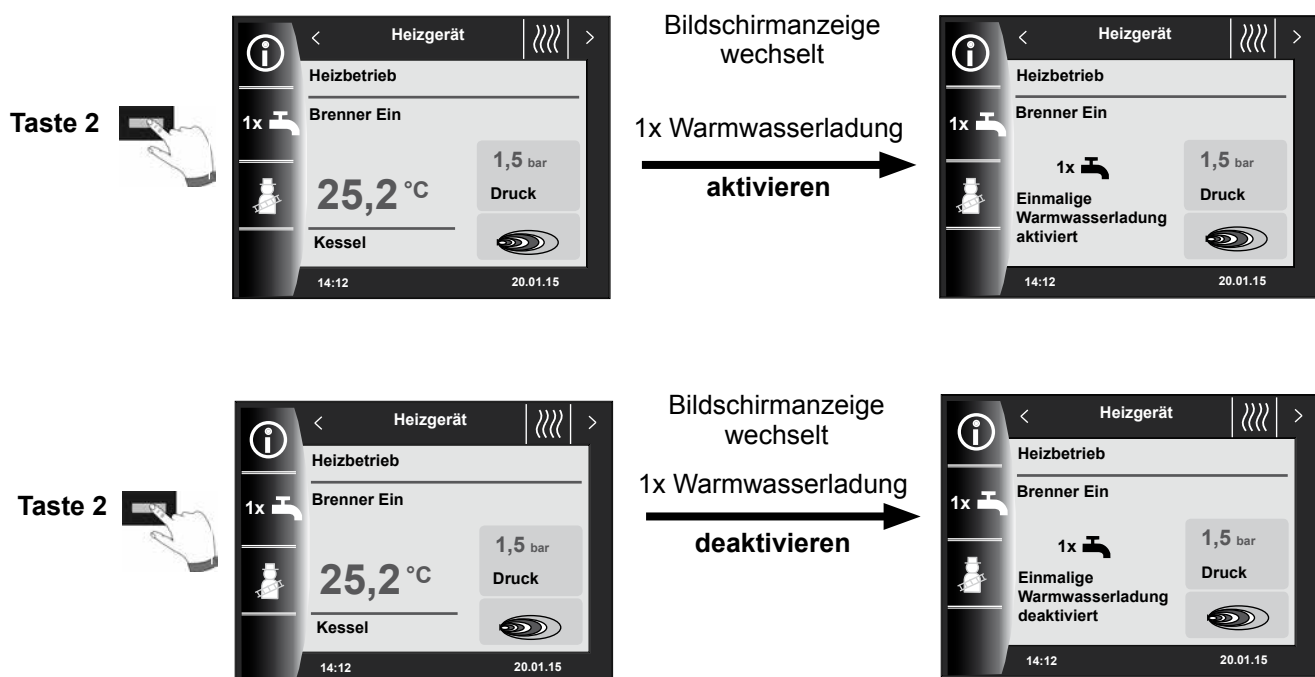 Taste 2
Heizgerät
Heizbetrieb
Brenner Ein
1x
25,2 °C
Kessel
1,5 bar
Druck
14:12
20.01.15
Bildschirmanzeige
wechselt
1x Warmwasserladung
aktivieren
Heizgerät
Heizbetrieb
Brenner Ein
1x
1x
Einmalige
Warmwasserladung
aktiviert
1,5 bar
Druck
14:12
20.01.15
Taste 2
Heizgerät
Heizbetrieb
Brenner Ein
1x
25,2 °C
Kessel
1,5 bar
Druck
14:12
20.01.15
Bildschirmanzeige
wechselt
1x Warmwasserladung
deaktivieren
Heizgerät
Heizbetrieb
Brenner Ein
1x
1x
Einmalige
Warmwasserladung
deaktiviert
1,5 bar
Druck
14:12
20.01.15